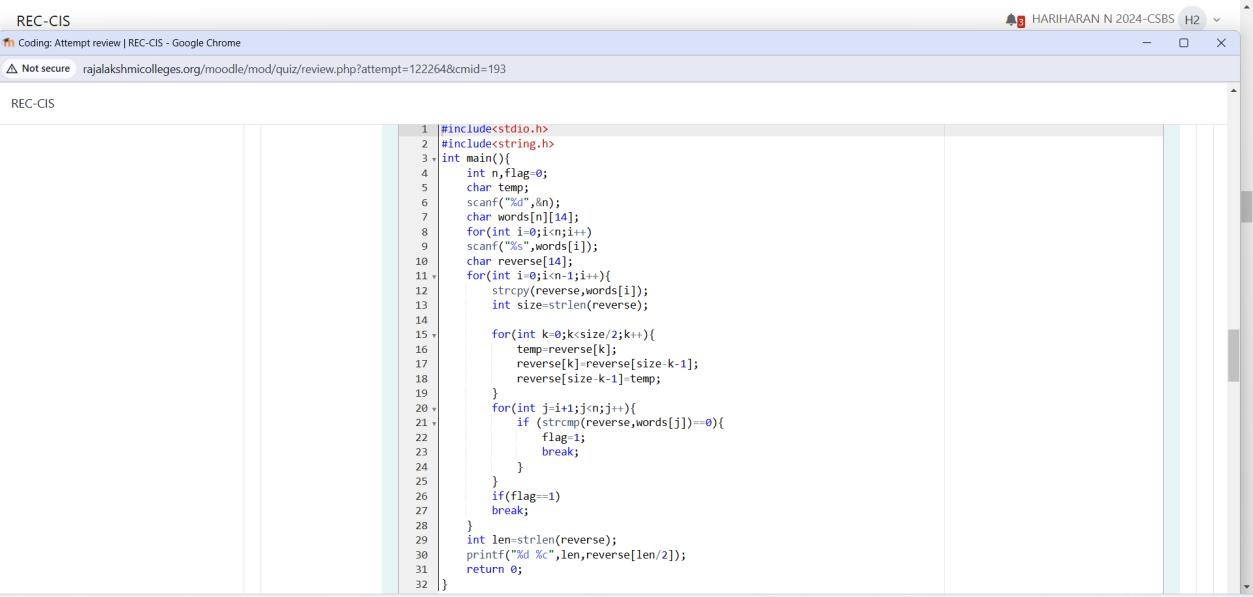 REC-CIS
3 HARIHARAN N 2024-CSBS H2
Coding: Attempt review | REC-CIS - Google Chrome
Not secure rajalakshmicolleges.org/moodle/mod/quiz/review.php?attempt=122264&cmid=193
REC-CIS
1 #include<stdio.h>
2 #include<string.h>
3 int main(){
4 int n,flag=0;
5 char temp;
6 scanf("%d",&n);
7 char words[n][14];
8 for(int i=0;i<n;i++)
9 scanf("%s",words[i]);
10 char reverse[14];
11 for(int i=0;i<n-1;i++){
12 strcpy(reverse,words[i]);
13 int size=strlen(reverse);
14
15 for(int k=0;k<size/2;k++){
16 temp=reverse[k];
17 reverse[k]=reverse[size-k-1];
18 reverse[size-k-1]=temp;
19 }
20 for(int j=i+1;j<n;j++){
21 if (strcmp(reverse,words[j])==0){
22 flag=1;
23 break;
24 }
25 }
26 if(flag==1)
27 break;
28 }
29 int len=strlen(reverse);
30 printf("%d %c",len,reverse[len/2]);
31 return 0;
32 }